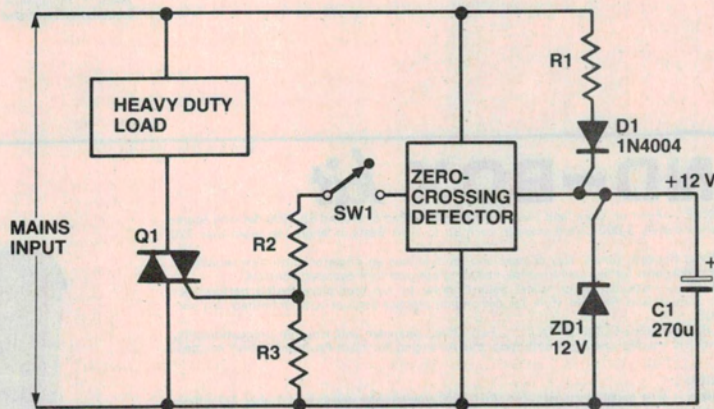 R1
HEAVY DUTY
LOAD
D1
1N4004
ZERO-
CROSSING
DETECTOR
+12 V
SW1
MAINS
INPUT
Q1
R2
+
C1
270u
ZD1
12 V
R3